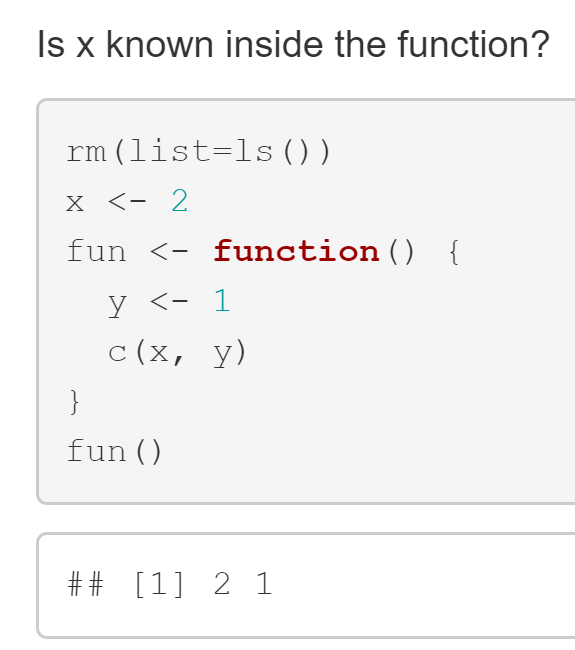 Is x known inside the function?
rm(list=ls())
x <- 2
fun <- function() {
  y <- 1
  c(x, y)
}
fun()
## [1] 2 1